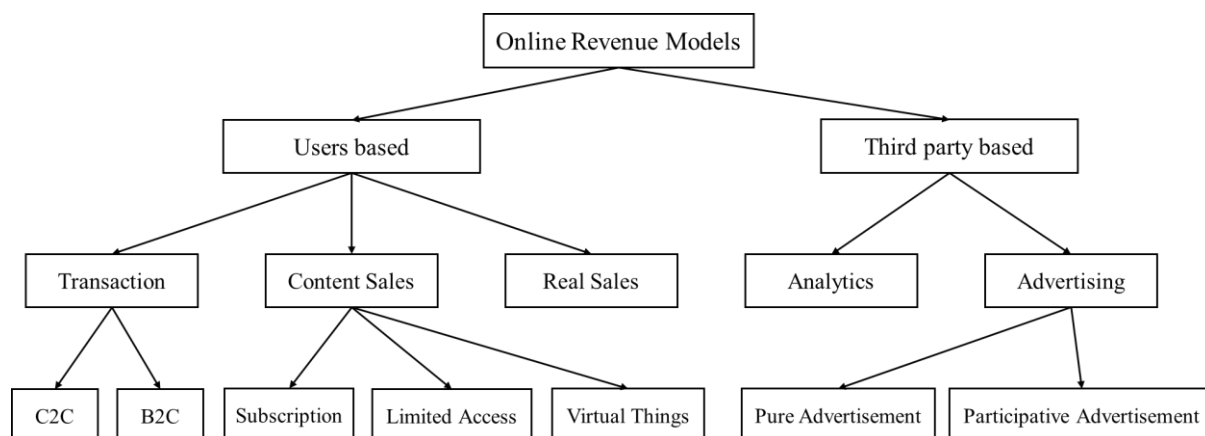 Online Revenue Models
Users based
Third party based
Transaction
Content Sales
Real Sales
Analytics
Advertising
C2C
B2C
Subscription
Limited Access
Virtual Things
Pure Advertisement
Participative Advertisement